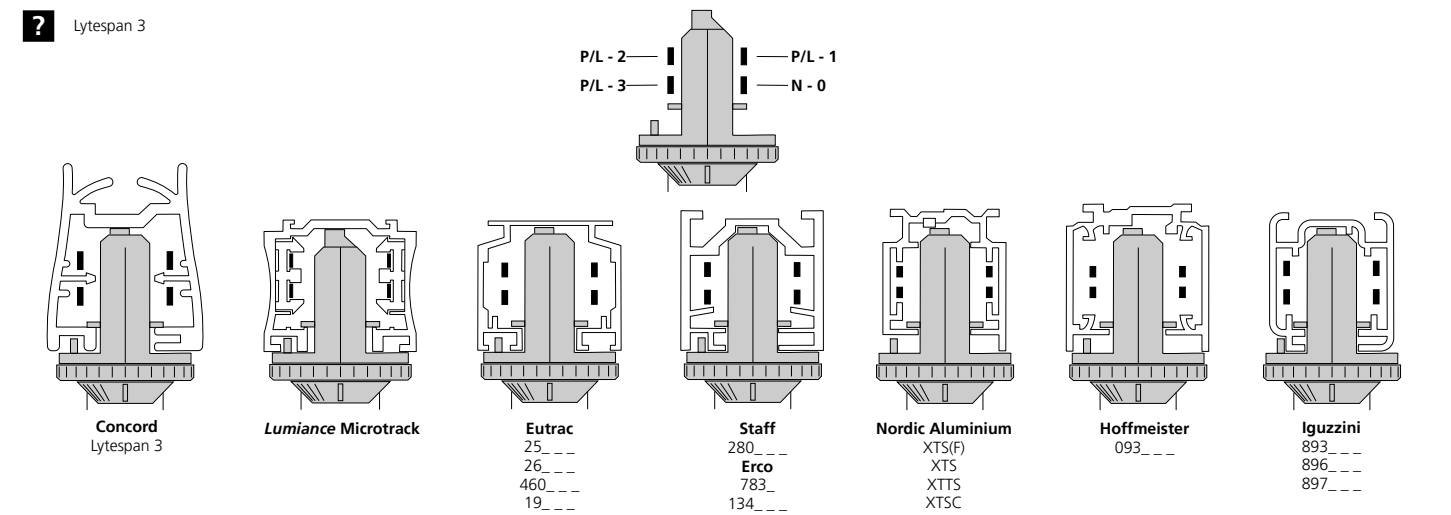 ? Lytespan 3
P/L - 2 P/L - 1
P/L - 3 N - 0
Concord
Lytespan 3
Lumiance Microtrack
Eutrac
25_ _ _
26_ _ _
460_ _ _
19_ _ _
Staff
280_ _ _
Erco
783_
134_ _ _
Nordic Aluminium
XTS(F)
XTS
XTTS
XTSC
Hoffmeister
093_ _ _
Iguzzini
893_ _ _
896_ _ _
897_ _ _